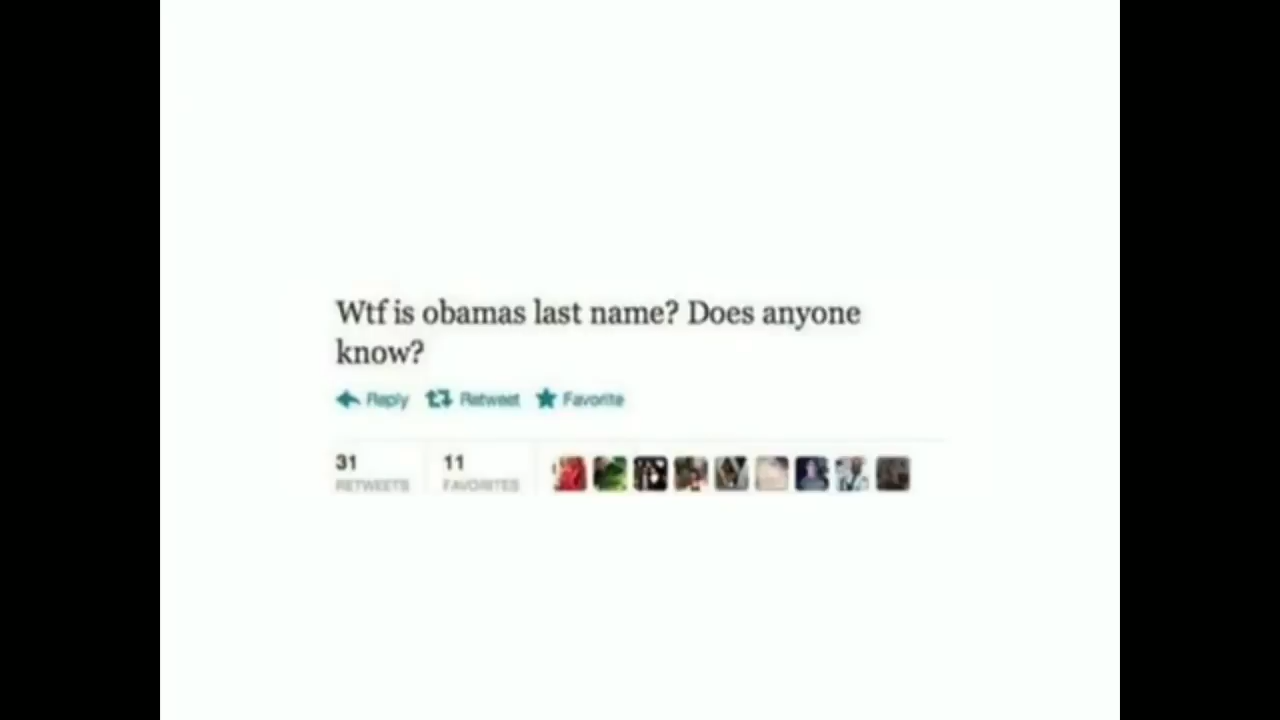 Wtf is obamas last name? Does anyone
know?
Reply Retweet Favorite
31 11
RETWEETS FAVORITES